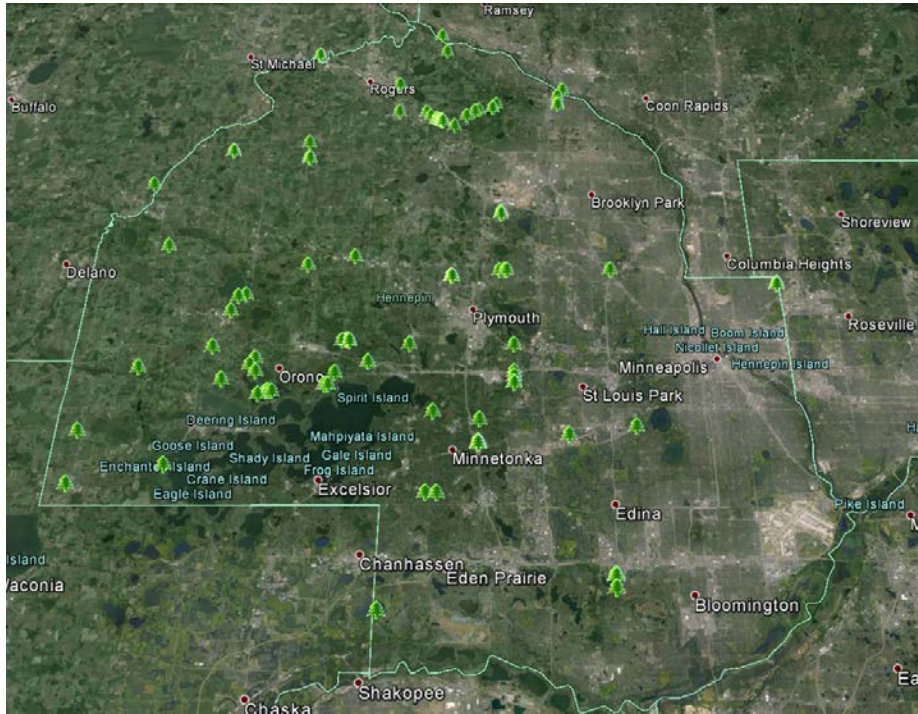 Ramsey
St Michael
Rogers
Buffalo
Coon Rapids
Brooklyn Park
Shoreview
Columbia Heights
Delano
Hennepin
Plymouth
Roseville
Hall Island
Boom Island
Nicollet Island
Minneapolis
Hennepin Island
Orono
St Louis Park
Spirit Island
Deering Island
Mahpiyata Island
Goose Island
Shady Island
Gale Island
Minnetonka
Enchanted Island
Frog Island
Crane Island
Excelsior
Eagle Island
Pike Island
Edina
Island
Chanhassen
Eden Prairie
Waconia
Bloomington
Shakopee
Chaska
Ea